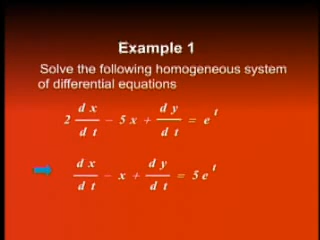 Example 1
Solve the following homogeneous system
of differential equations
2 dx/dt - 5x + dy/dt = e^t
dx/dt - x + dy/dt = 5e^t